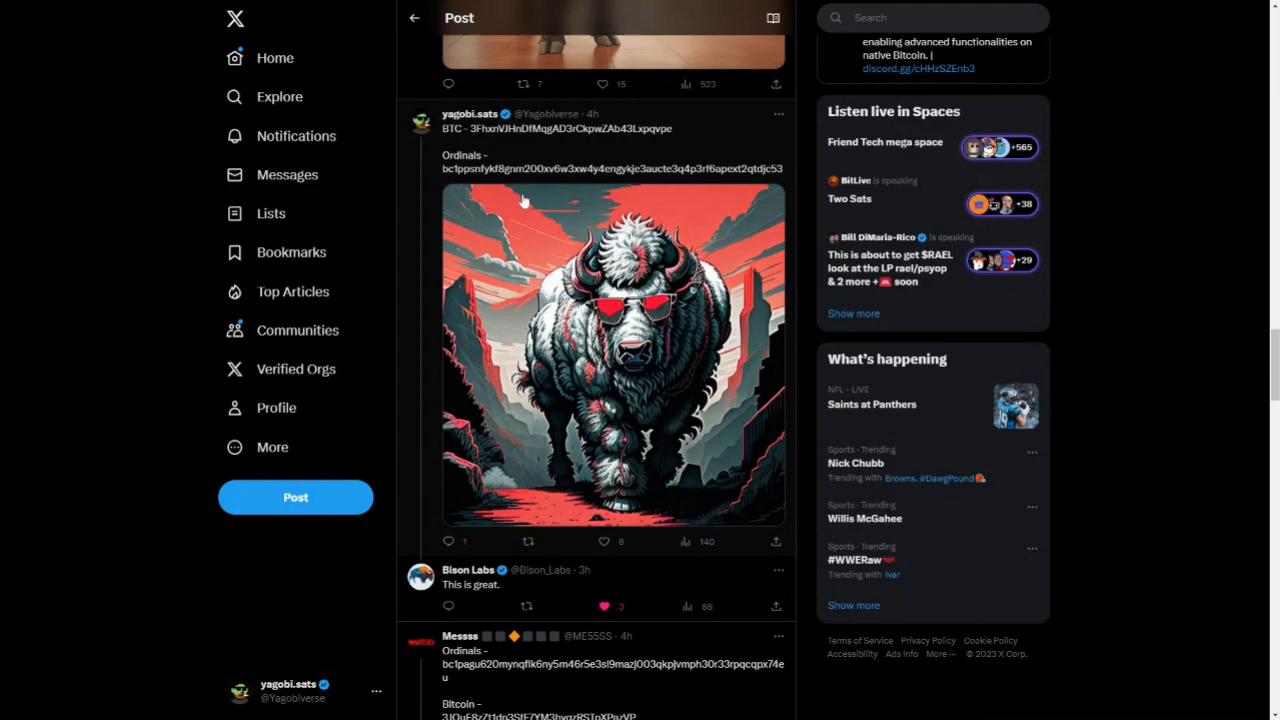 Post
7
15
523
Home
Explore
Notifications
Messages
Lists
Bookmarks
Top Articles
Communities
Verified Orgs
Profile
More
Post
yagobi.sats
@Yagobiverse
yagobi.sats @Yagobiverse · 4h
BTC - 3FhxnVJHnDfMqgAD3rCkpwZAb43Lxpqvpe
Ordinals -
bc1ppsnfykf8gnm200xv6w3xw4y4engykje3aucte3q4p3rf6apext2qtdjc53
1
6
140
Bison Labs @Bison_Labs · 3h
This is great.
3
88
Messss @ME55SS · 4h
Ordinals -
bc1pagu620mynqflk6ny5m46r5e3sl9mazj003qkpjvmph30r33rpqcqpx74e
u
Bitcoin -
Search
enabling advanced functionalities on
native Bitcoin. |
discord.gg/cHHzSZEnb3
Listen live in Spaces
Friend Tech mega space
+565
BitLive is speaking
Two Sats
+38
Bill DiMaria-Rico is speaking
This is about to get $RAEL
look at the LP rael/psyop
& 2 more + soon
+29
Show more
What's happening
NFL · LIVE
Saints at Panthers
Sports · Trending
Nick Chubb
Trending with Browns, #DawgPound
Sports · Trending
Willis McGahee
Sports · Trending
#WWERaw
Trending with Ivar
Show more
Terms of Service Privacy Policy Cookie Policy
Accessibility Ads info More ··· © 2023 X Corp.